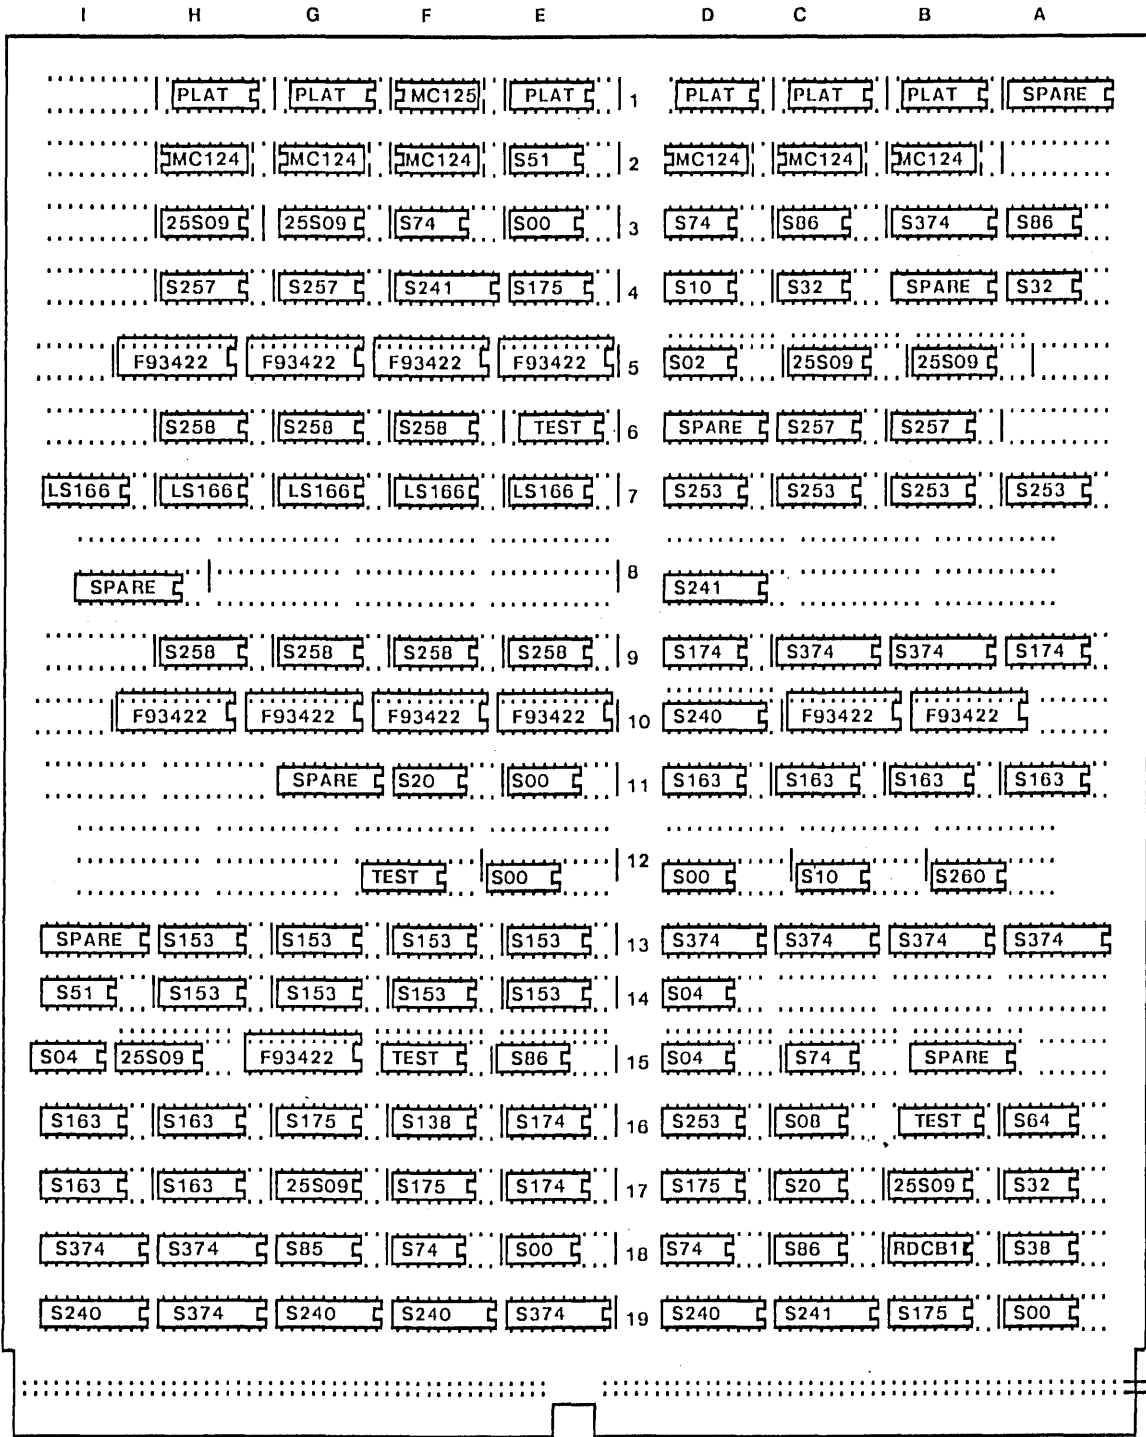 I H G F E D C B A
PLAT PLAT MC125 PLAT 1 PLAT PLAT PLAT SPARE
MC124 MC124 MC124 S51 2 MC124 MC124 MC124
25S09 25S09 S74 S00 3 S74 S86 S374 S86
S257 S257 S241 S175 4 S10 S32 SPARE S32
F93422 F93422 F93422 F93422 5 S02 25S09 25S09
S258 S258 S258 TEST 6 SPARE S257 S257
LS166 LS166 LS166 LS166 LS166 7 S253 S253 S253 S253
SPARE 8 S241
S258 S258 S258 S258 9 S174 S374 S374 S174
F93422 F93422 F93422 F93422 10 S240 F93422 F93422
SPARE S20 S00 11 S163 S163 S163 S163
TEST S00 12 S00 S10 S260
SPARE S153 S153 S153 S153 13 S374 S374 S374 S374
S51 S153 S153 S153 S153 14 S04
S04 25S09 F93422 TEST S86 15 S04 S74 SPARE
S163 S163 S175 S138 S174 16 S253 S08 TEST S64
S163 S163 25S09 S175 S174 17 S175 S20 25S09 S32
S374 S374 S85 S74 S00 18 S74 S86 RDCB1 S38
S240 S374 S240 S240 S374 19 S240 S241 S175 S00